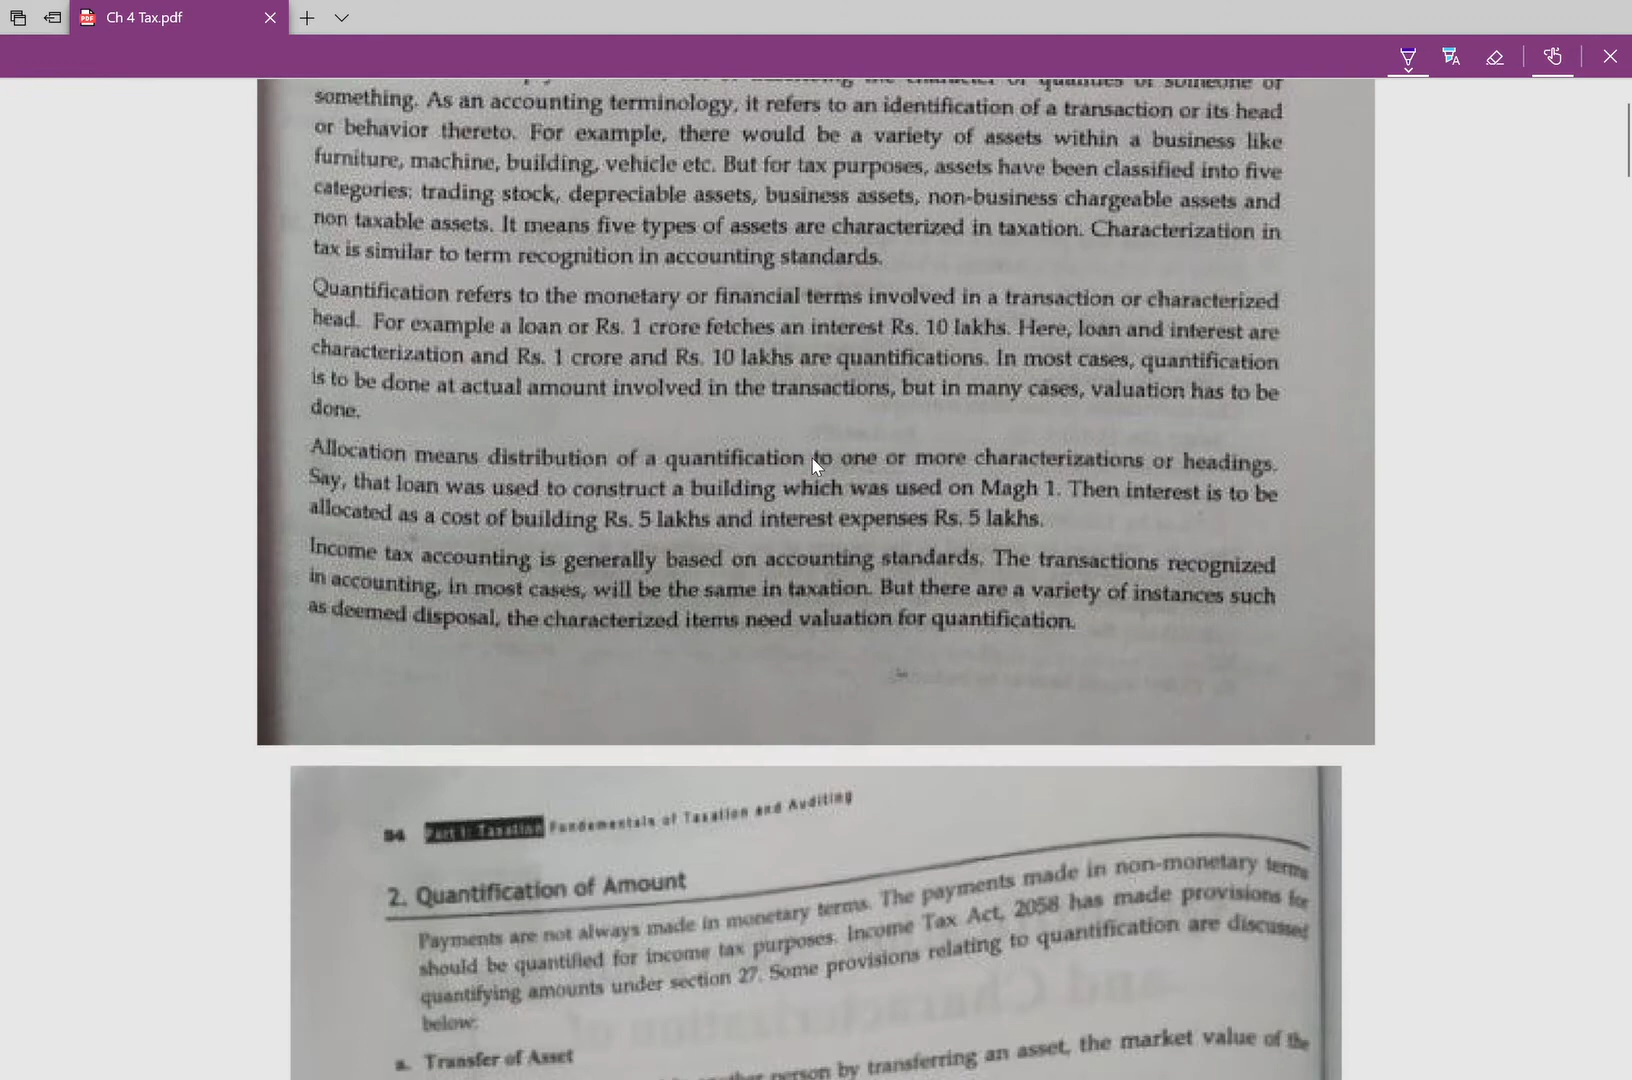 Ch 4 Tax.pdf
something. As an accounting terminology, it refers to an identification of a transaction or its head
or behavior thereto. For example, there would be a variety of assets within a business like
furniture, machine, building, vehicle etc. But for tax purposes, assets have been classified into five
categories: trading stock, depreciable assets, business assets, non-business chargeable assets and
non taxable assets. It means five types of assets are characterized in taxation. Characterization in
tax is similar to term recognition in accounting standards.
Quantification refers to the monetary or financial terms involved in a transaction or characterized
head. For example a loan or Rs. 1 crore fetches an interest Rs. 10 lakhs. Here, loan and interest are
characterization and Rs. 1 crore and Rs. 10 lakhs are quantifications. In most cases, quantification
is to be done at actual amount involved in the transactions, but in many cases, valuation has to be
done.
Allocation means distribution of a quantification to one or more characterizations or headings.
Say, that loan was used to construct a building which was used on Magh 1. Then interest is to be
allocated as a cost of building Rs. 5 lakhs and interest expenses Rs. 5 lakhs.
Income tax accounting is generally based on accounting standards. The transactions recognized
in accounting, in most cases, will be the same in taxation. But there are a variety of instances such
as deemed disposal, the characterized items need valuation for quantification.
94 Part I: Taxation Fundamentals of Taxation and Auditing
2. Quantification of Amount
Payments are not always made in monetary terms. The payments made in non-monetary terms
should be quantified for income tax purposes. Income Tax Act, 2058 has made provisions for
quantifying amounts under section 27. Some provisions relating to quantification are discussed
below:
a. Transfer of Asset
person by transferring an asset, the market value of the